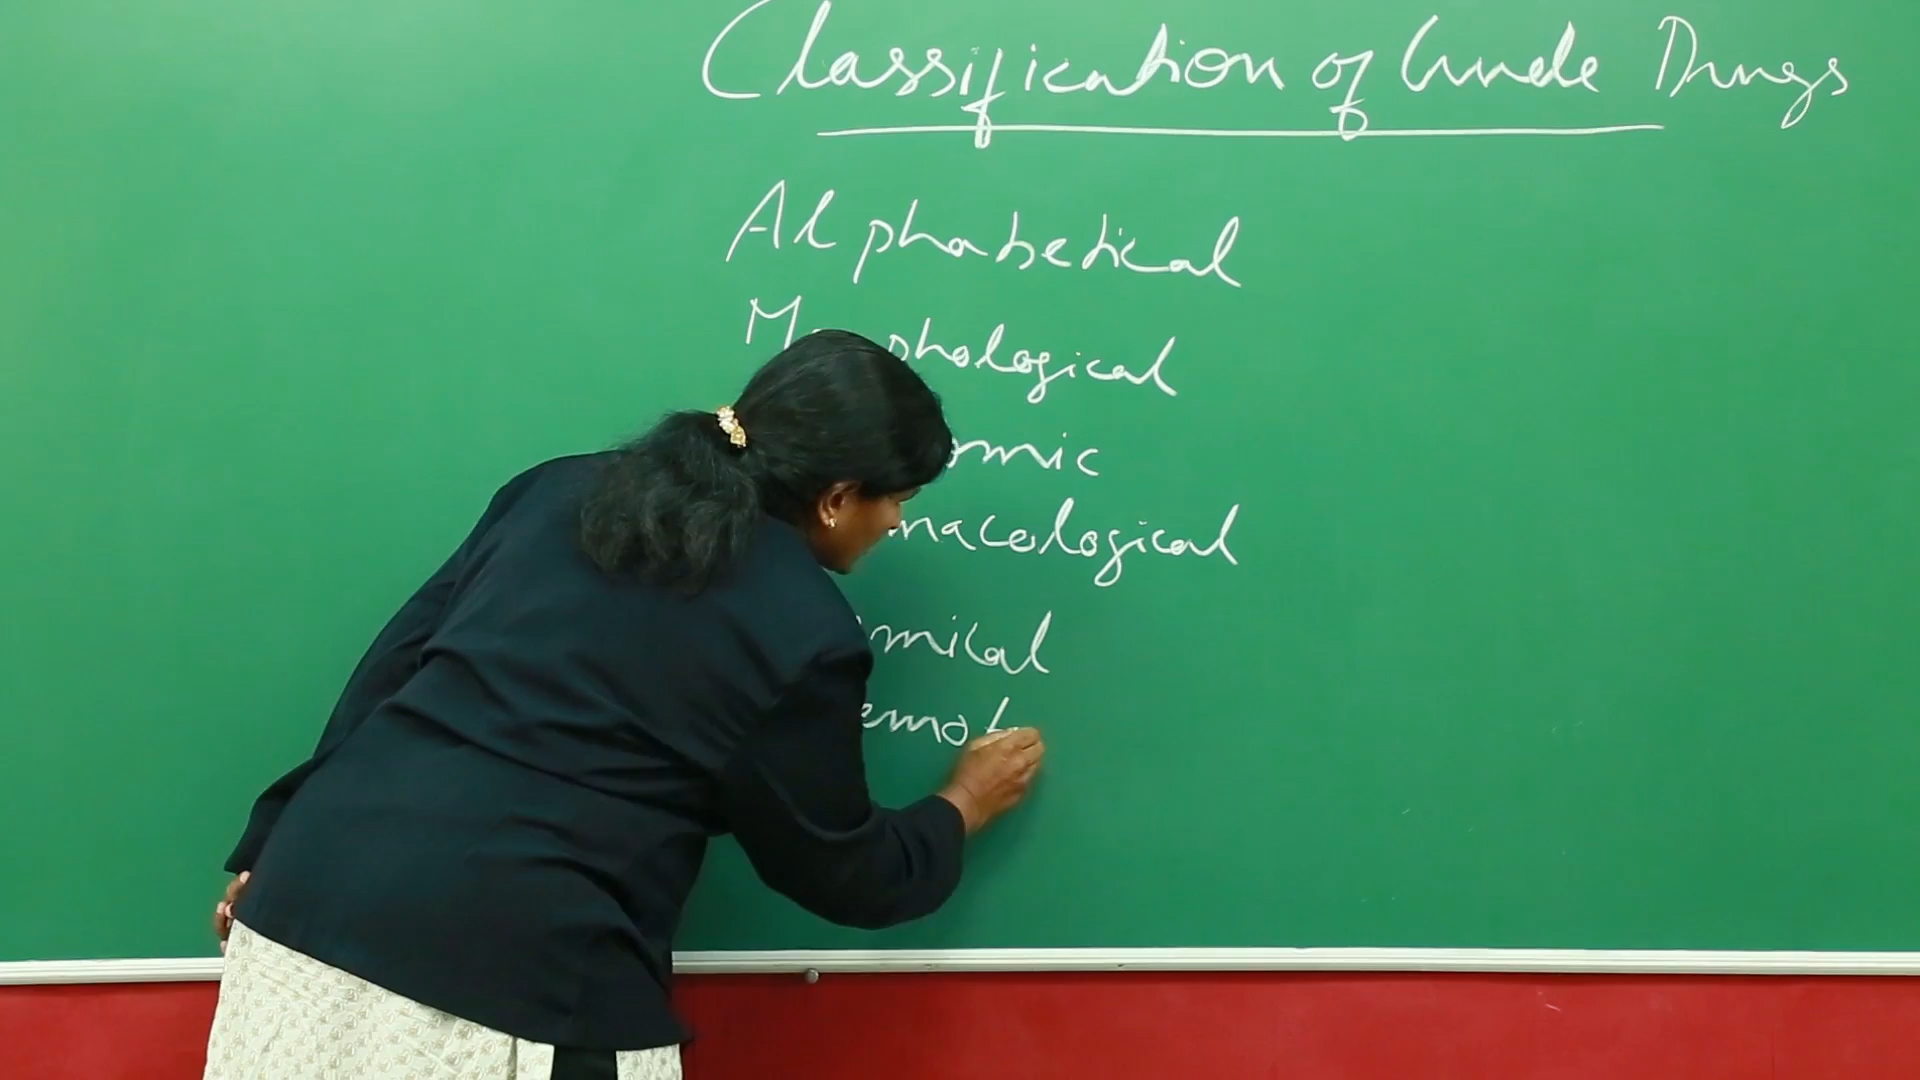 Classification of Crude Drugs
Alphabetical
M phological
omic
macological
mical
emot